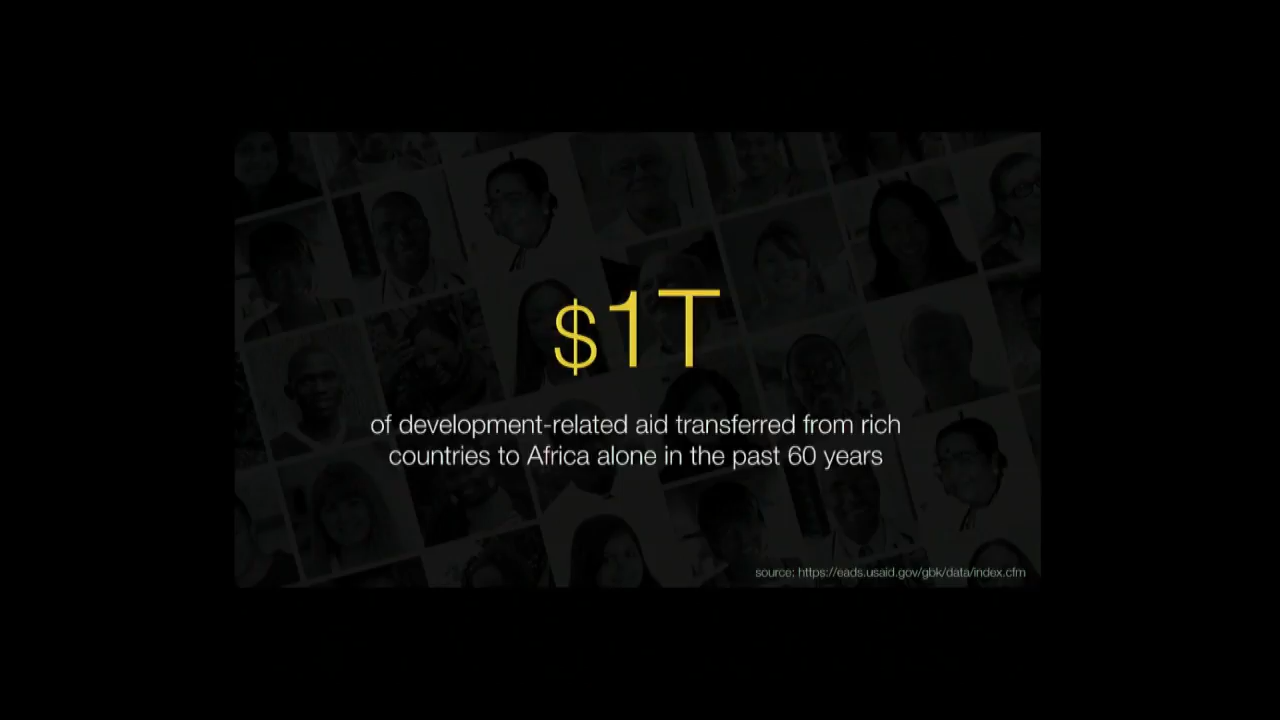 $1T
of development-related aid transferred from rich
countries to Africa alone in the past 60 years
source: https://eads.usaid.gov/gbk/data/index.cfm